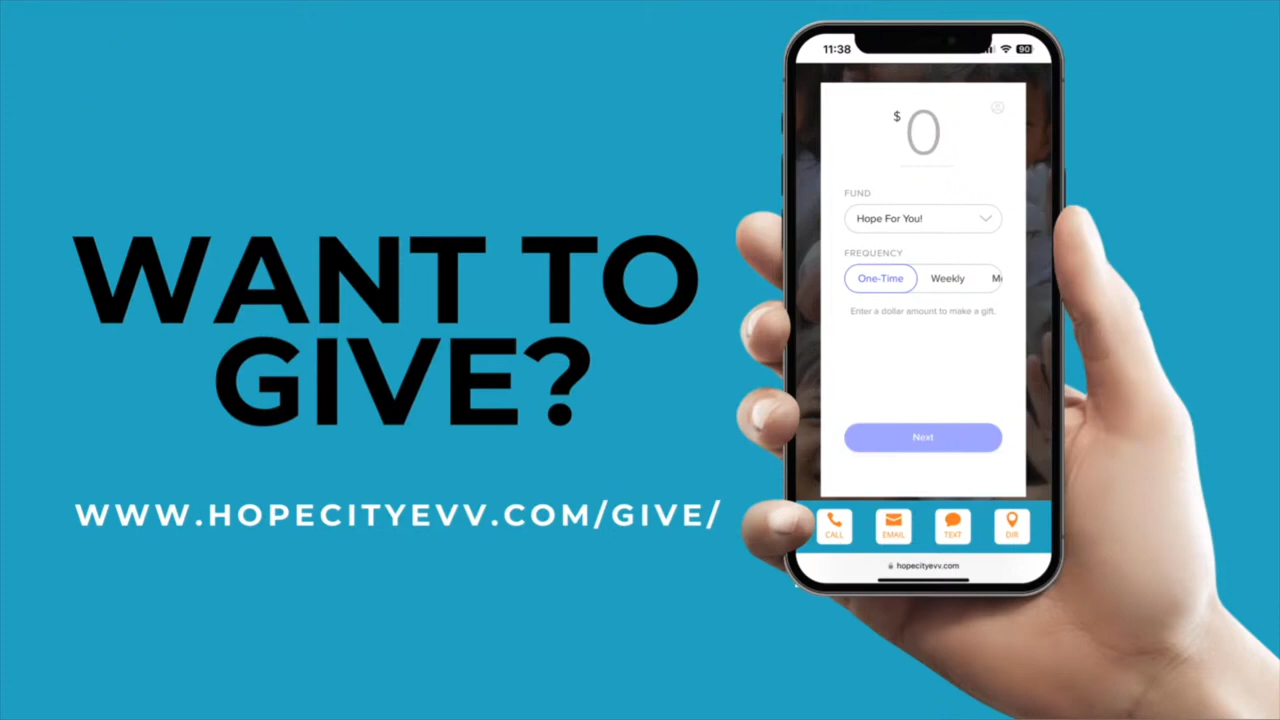 WANT TO
GIVE?
WWW.HOPECITYEVV.COM/GIVE/
11:38
90
$ 0
FUND
Hope For You!
FREQUENCY
One-Time Weekly
Enter a dollar amount to make a gift.
Next
CALL EMAIL TEXT DIR
hopecityevv.com